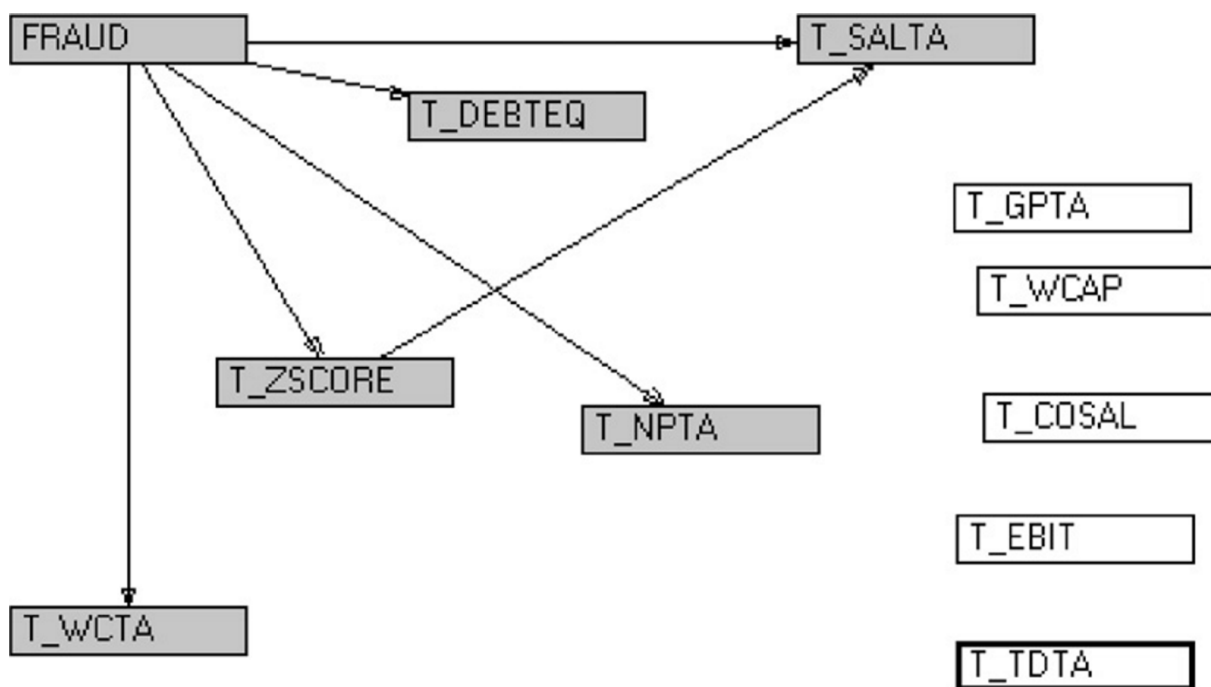 FRAUD
T_SALTA
T_DEBTEQ
T_GPTA
T_WCAP
T_ZSCORE
T_NPTA
T_COSAL
T_EBIT
T_WCTA
T_TDTA